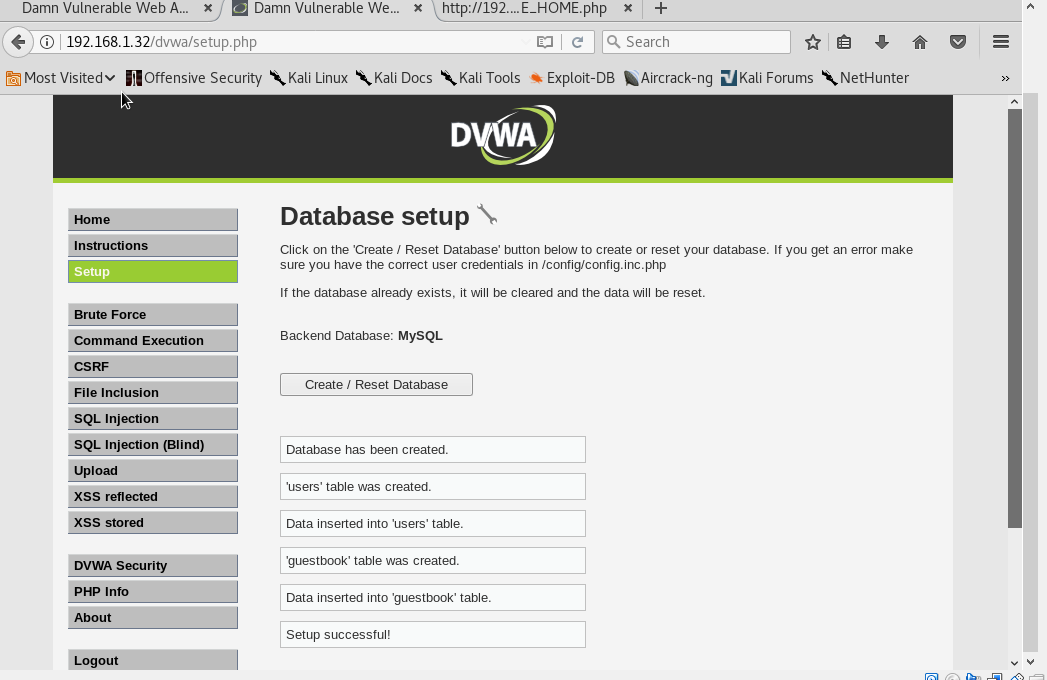 Damn Vulnerable Web A... × Damn Vulnerable We... × http://192....E_HOME.php × +
192.168.1.32/dvwa/setup.php Search
Most Visited Offensive Security Kali Linux Kali Docs Kali Tools Exploit-DB Aircrack-ng Kali Forums NetHunter »
DVWA
Home
Instructions
Setup
Brute Force
Command Execution
CSRF
File Inclusion
SQL Injection
SQL Injection (Blind)
Upload
XSS reflected
XSS stored
DVWA Security
PHP Info
About
Logout
Database setup
Click on the 'Create / Reset Database' button below to create or reset your database. If you get an error make
sure you have the correct user credentials in /config/config.inc.php
If the database already exists, it will be cleared and the data will be reset.
Backend Database: MySQL
Create / Reset Database
Database has been created.
'users' table was created.
Data inserted into 'users' table.
'guestbook' table was created.
Data inserted into 'guestbook' table.
Setup successful!